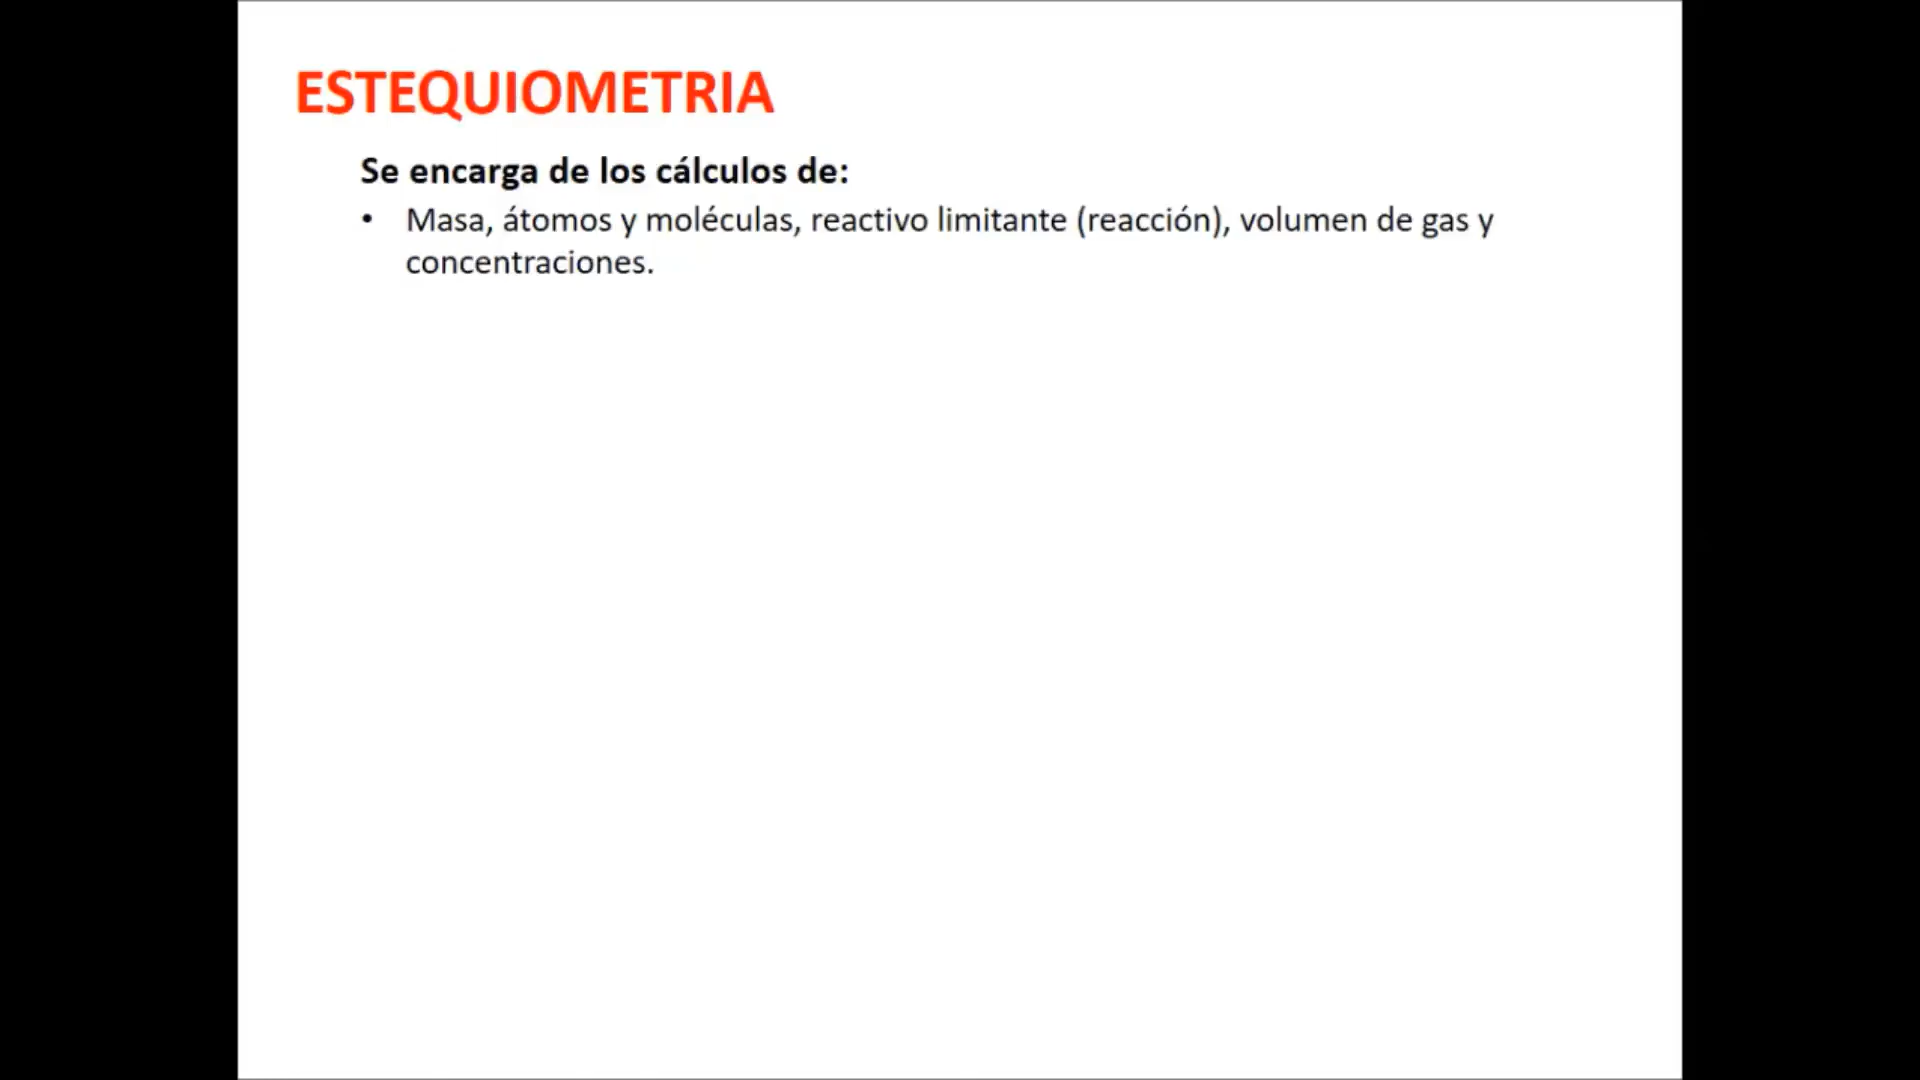 ESTEQUIOMETRIA
Se encarga de los cálculos de:
• Masa, átomos y moléculas, reactivo limitante (reacción), volumen de gas y
concentraciones.